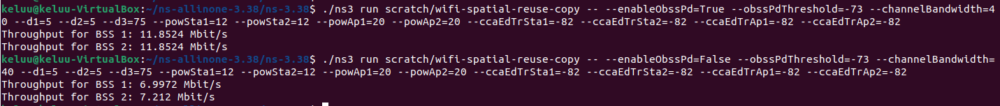 keluu@keluu-VirtualBox:~/ns-allinone-3.38/ns-3.38$ ./ns3 run scratch/wifi-spatial-reuse-copy -- --enableObssPd=True --obssPdThreshold=-73 --channelBandwidth=4
0 --d1=5 --d2=5 --d3=75 --powSta1=12 --powSta2=12 --powAp1=20 --powAp2=20 --ccaEdTrSta1=-82 --ccaEdTrSta2=-82 --ccaEdTrAp1=-82 --ccaEdTrAp2=-82
Throughput for BSS 1: 11.8524 Mbit/s
Throughput for BSS 2: 11.8524 Mbit/s
keluu@keluu-VirtualBox:~/ns-allinone-3.38/ns-3.38$ ./ns3 run scratch/wifi-spatial-reuse-copy -- --enableObssPd=False --obssPdThreshold=-73 --channelBandwidth=
40 --d1=5 --d2=5 --d3=75 --powSta1=12 --powSta2=12 --powAp1=20 --powAp2=20 --ccaEdTrSta1=-82 --ccaEdTrSta2=-82 --ccaEdTrAp1=-82 --ccaEdTrAp2=-82
Throughput for BSS 1: 6.9972 Mbit/s
Throughput for BSS 2: 7.212 Mbit/s